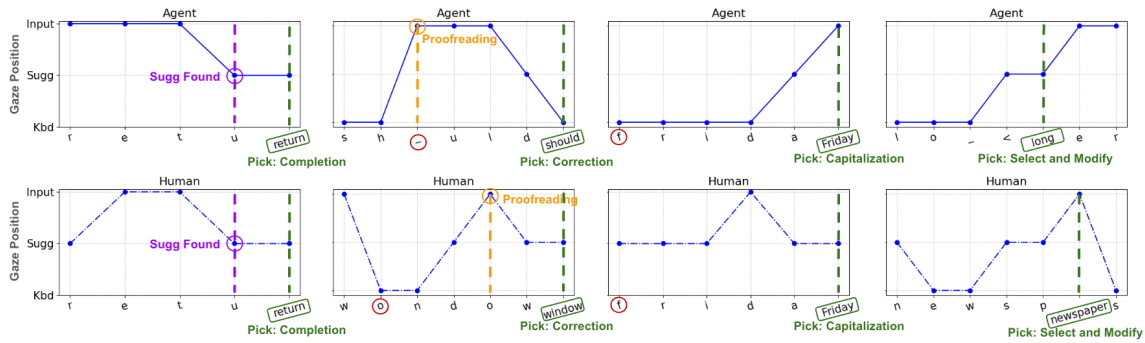 Agent
Agent
Agent
Agent
Gaze Position
Input
Sugg
Kbd
Sugg Found
Proofreading
r e t u return
s h ~ u l d should
f r i d a Friday
l o ~ < long e r
Pick: Completion
Pick: Correction
Pick: Capitalization
Pick: Select and Modify
Human
Human
Human
Human
Gaze Position
Input
Sugg
Kbd
Sugg Found
Proofreading
r e t u return
w o n d o w window
f r i d a Friday
n e w s p newspaper s
Pick: Completion
Pick: Correction
Pick: Capitalization
Pick: Select and Modify